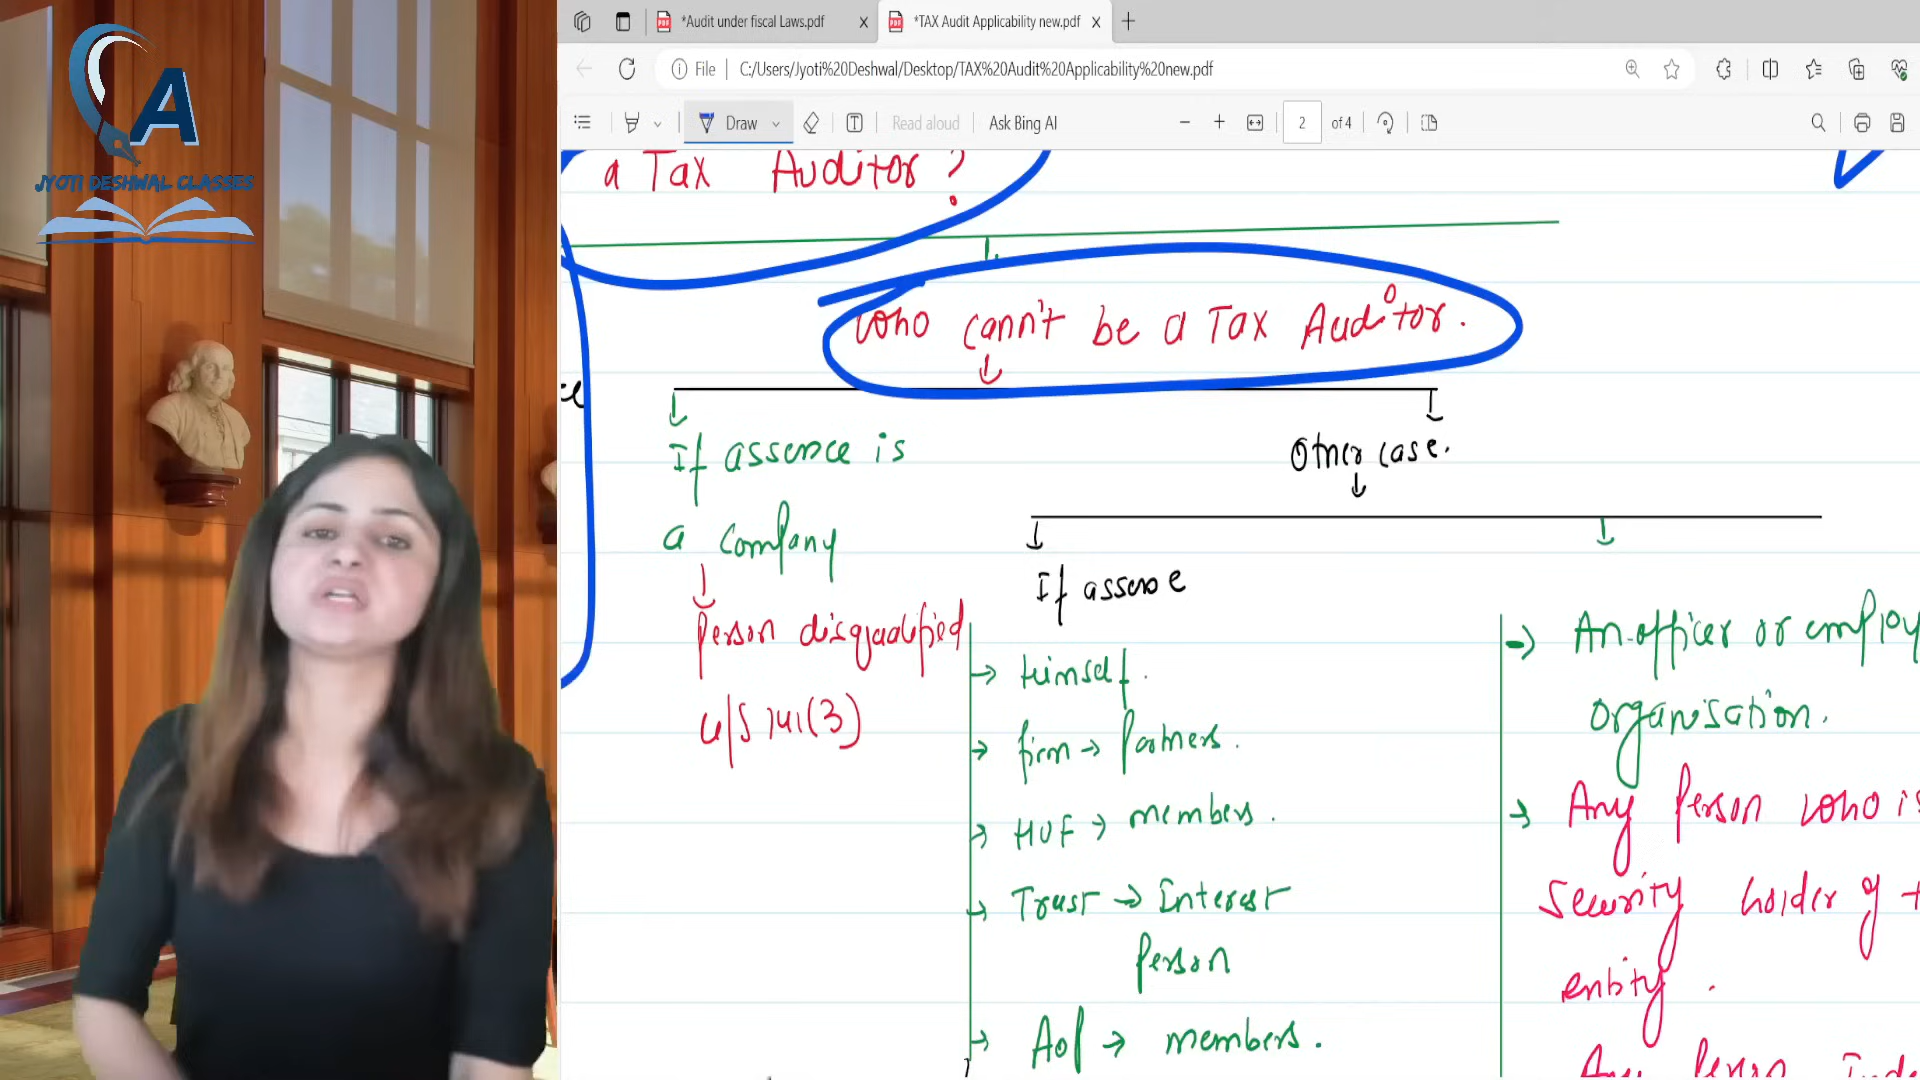 *Audit under fiscal Laws.pdf
*TAX Audit Applicability new.pdf
File C:/Users/Jyoti%20Deshwal/Desktop/TAX%20Audit%20Applicability%20new.pdf
Draw Read aloud Ask Bing AI 2 of 4
A
JYOTI DESHWAL CLASSES
a Tax Auditor?
who cann't be a Tax Auditor.
If assence is
a company
Person disqualified
u/s 141(3)
Other case.
If assence
→ Himself.
→ firm → Partners.
→ HUF → members.
→ Trust → Interest
Person
→ AoP → members.
→ An officer or employ
organisation.
→ Any Person who is
Security holder of
entity.